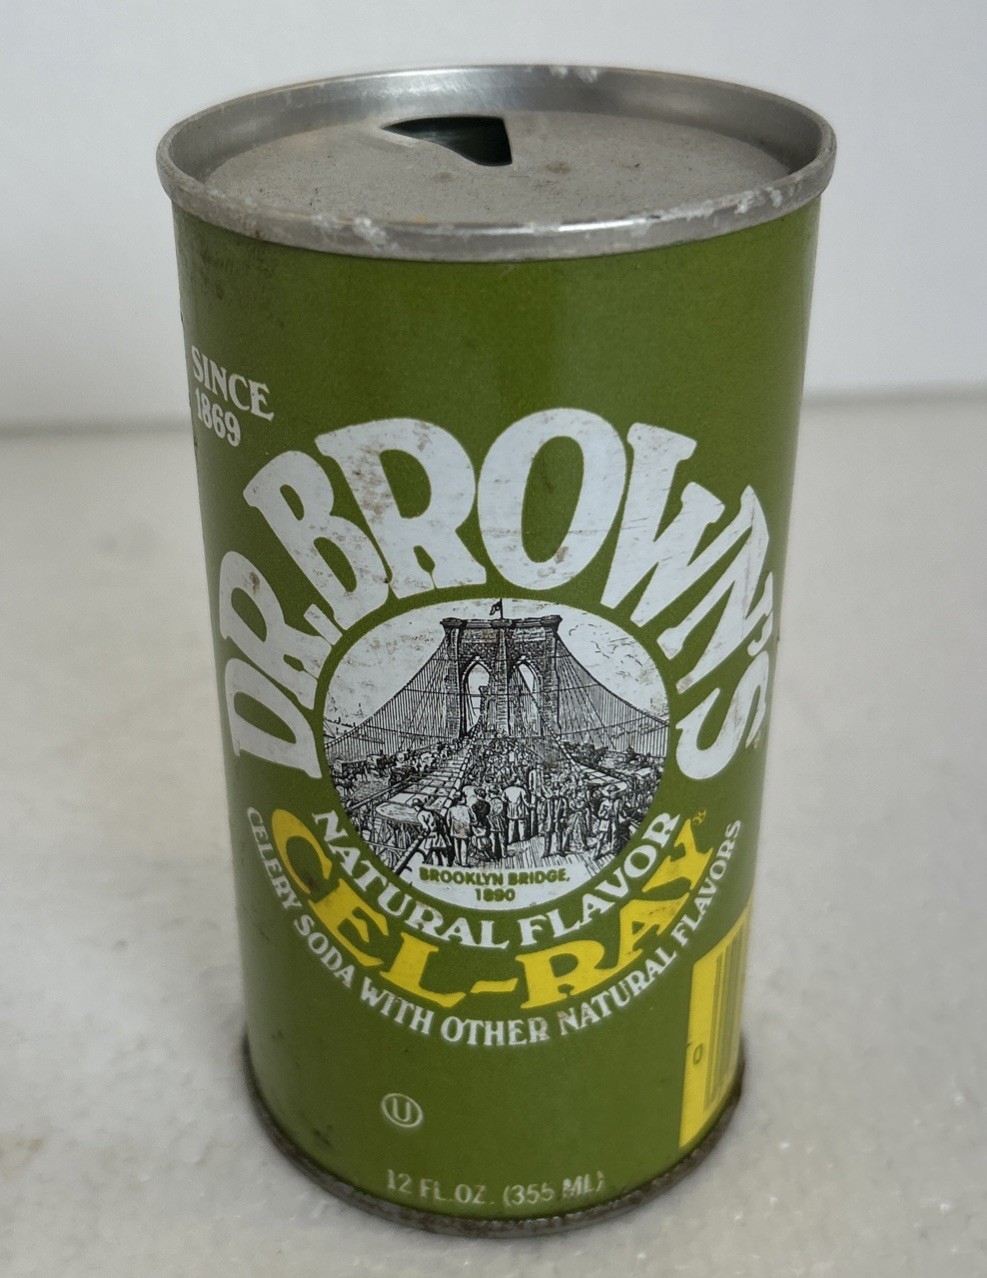 SINCE
1869
DR. BROWN'S
BROOKLYN BRIDGE,
1890
NATURAL FLAVOR
CEL-RAY
CELERY SODA WITH OTHER NATURAL FLAVORS
0
U
12 FL. OZ. (355 ML)